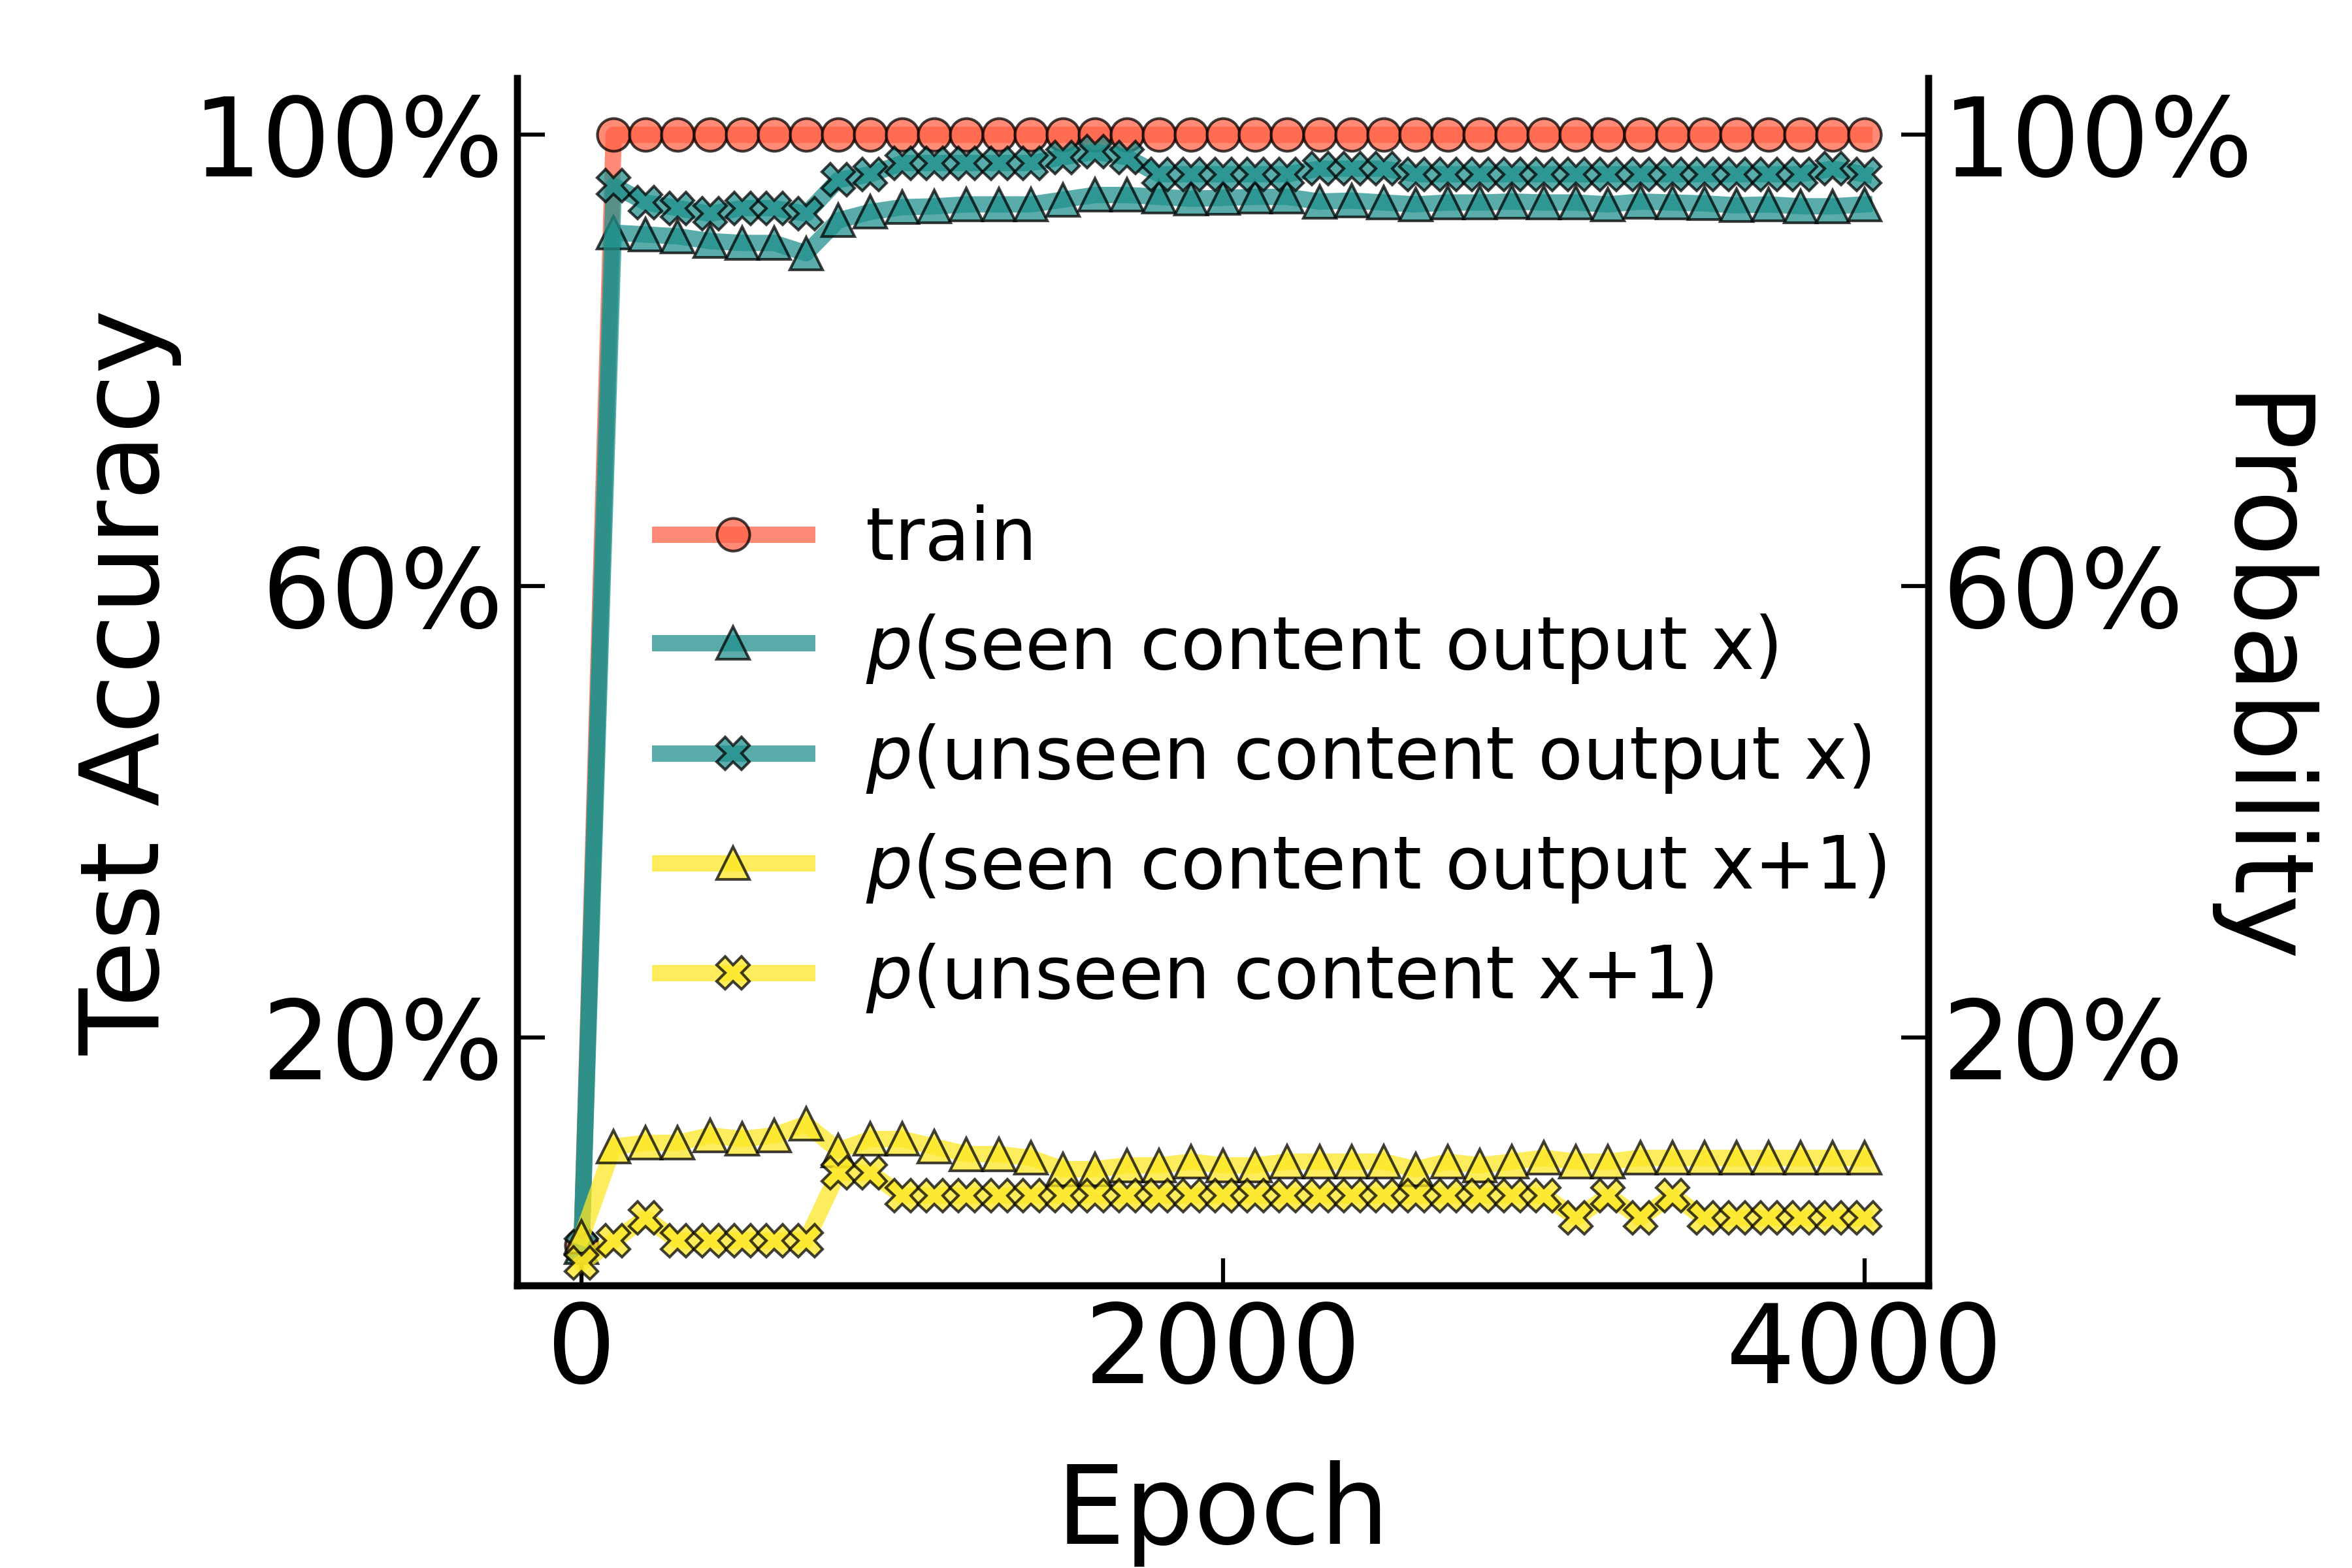 100%
60%
20%
Test Accuracy
train
p(seen content output x)
p(unseen content output x)
p(seen content output x+1)
p(unseen content x+1)
100%
60%
20%
Probability
0
2000
4000
Epoch